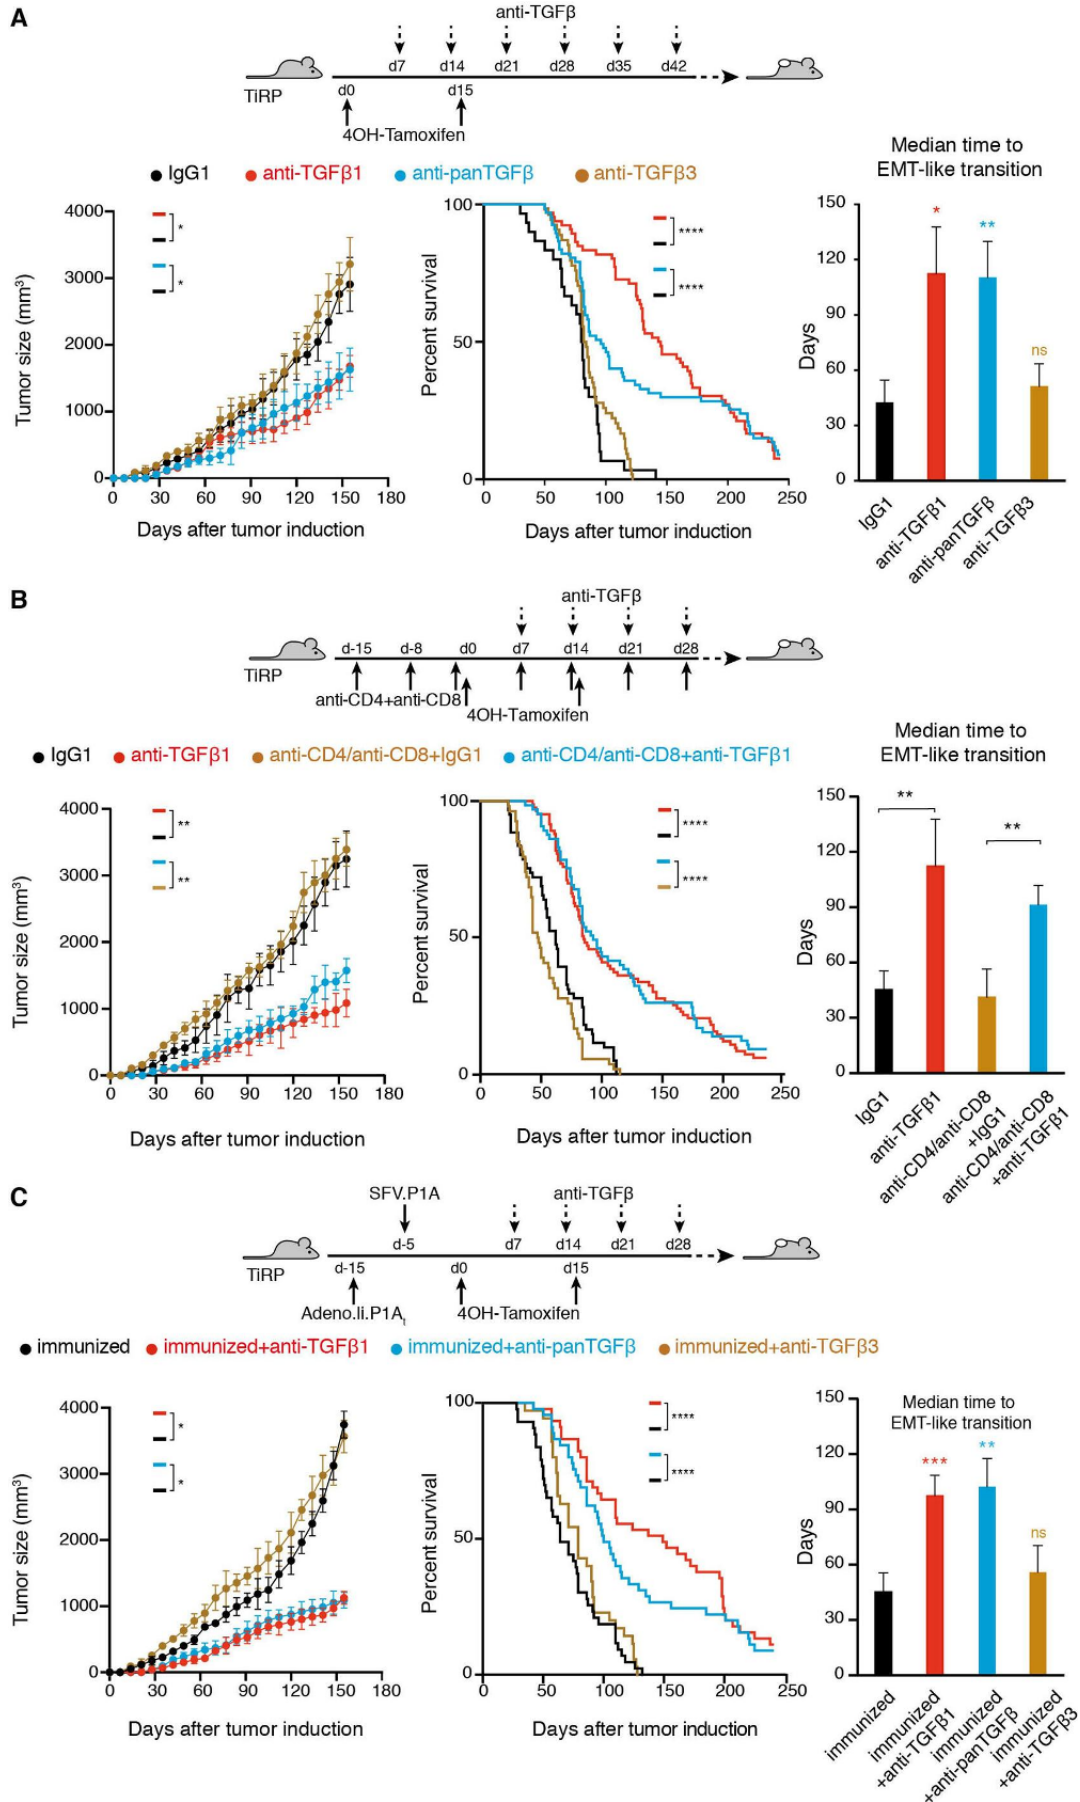 A
anti-TGFβ
d7 d14 d21 d28 d35 d42
TiRP
d0 d15
4OH-Tamoxifen
IgG1 anti-TGFβ1 anti-panTGFβ anti-TGFβ3
Median time to
EMT-like transition
4000
3000
2000
1000
0
Tumor size (mm³)
* 
*
0 30 60 90 120 150 180
Days after tumor induction
100
50
0
Percent survival
****
****
0 50 100 150 200 250
Days after tumor induction
150
120
90
60
30
0
Days
* ** ns
IgG1
anti-TGFβ1
anti-panTGFβ
anti-TGFβ3
B
anti-TGFβ
d-15 d-8 d0 d7 d14 d21 d28
TiRP
anti-CD4+anti-CD8
4OH-Tamoxifen
IgG1 anti-TGFβ1 anti-CD4/anti-CD8+IgG1 anti-CD4/anti-CD8+anti-TGFβ1
Median time to
EMT-like transition
4000
3000
2000
1000
0
Tumor size (mm³)
**
**
0 30 60 90 120 150 180
Days after tumor induction
100
50
0
Percent survival
****
****
0 50 100 150 200 250
Days after tumor induction
150
120
90
60
30
0
Days
** **
IgG1
anti-TGFβ1
anti-CD4/anti-CD8
+IgG1
anti-CD4/anti-CD8
+anti-TGFβ1
C
SFV.P1A anti-TGFβ
d-5 d7 d14 d21 d28
TiRP
d-15 d0 d15
Adeno.Ii.P1At 4OH-Tamoxifen
immunized immunized+anti-TGFβ1 immunized+anti-panTGFβ immunized+anti-TGFβ3
4000
3000
2000
1000
0
Tumor size (mm³)
*
*
0 30 60 90 120 150 180
Days after tumor induction
100
50
0
Percent survival
****
****
0 50 100 150 200 250
Days after tumor induction
Median time to
EMT-like transition
150
120
90
60
30
0
Days
*** ** ns
immunized
immunized
+anti-TGFβ1
immunized
+anti-panTGFβ
immunized
+anti-TGFβ3